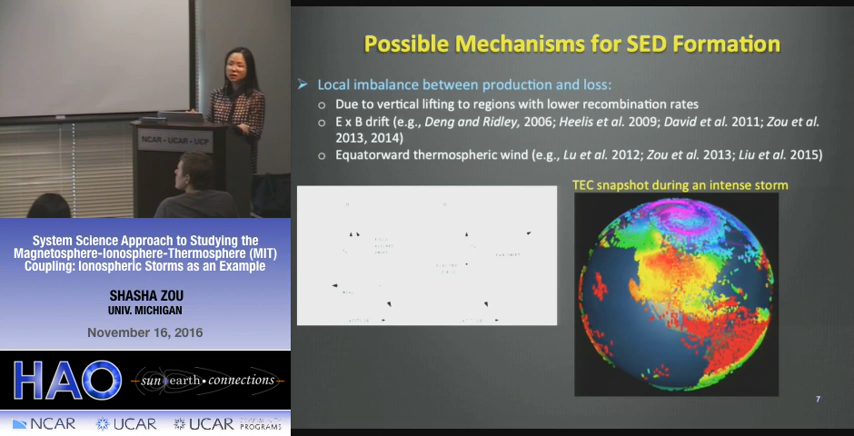 NCAR • UCAR • UCP
System Science Approach to Studying the
Magnetosphere-Ionosphere-Thermosphere (MIT)
Coupling: Ionospheric Storms as an Example
SHASHA ZOU
UNIV. MICHIGAN
November 16, 2016
HAO
sun earth • connections
NCAR
UCAR
UCAR PROGRAMS
Possible Mechanisms for SED Formation
Local imbalance between production and loss:
Due to vertical lifting to regions with lower recombination rates
E x B drift (e.g., Deng and Ridley, 2006; Heelis et al. 2009; David et al. 2011; Zou et al.
2013, 2014)
Equatorward thermospheric wind (e.g., Lu et al. 2012; Zou et al. 2013; Liu et al. 2015)
TEC snapshot during an intense storm
7